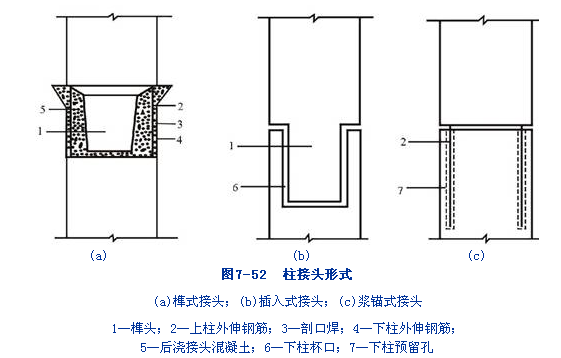 5
2
1
3
4
1
6
2
7
(a)
(b)
(c)
图7-52 柱接头形式
(a)榫式接头；(b)插入式接头；(c)浆锚式接头
1—榫头；2—上柱外伸钢筋；3—剖口焊；4—下柱外伸钢筋；
5—后浇接头混凝土；6—下柱杯口；7—下柱预留孔